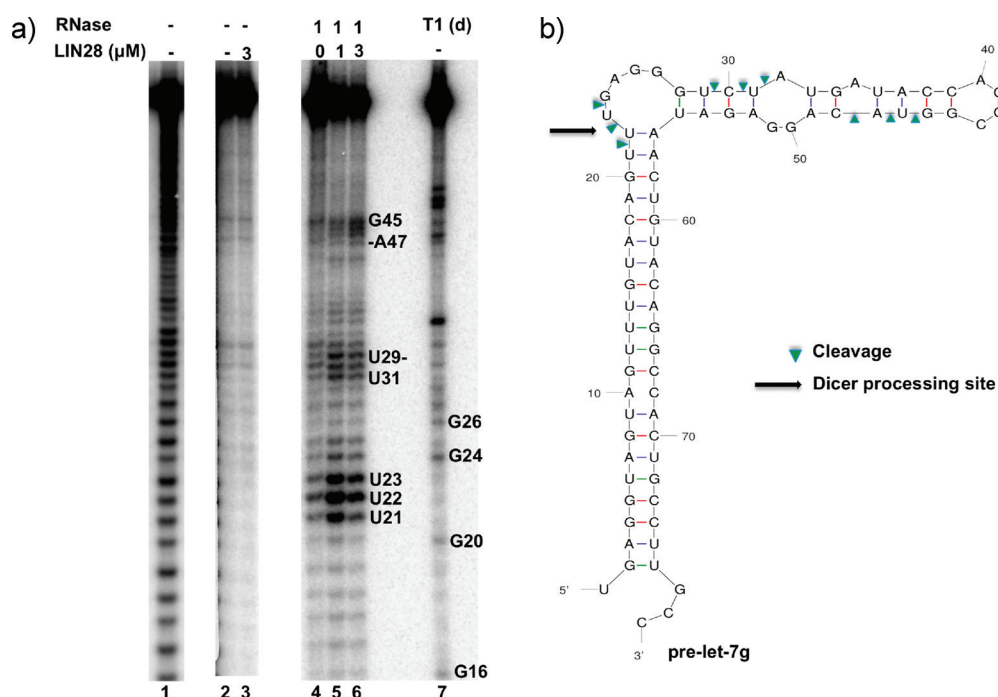 a)
RNase - - - 1 1 1 T1 (d)
LIN28 (µM) - - 3 0 1 3 -
G45
-A47
U29-
U31
G26
G24
U23
U22
U21
G20
G16
1 2 3 4 5 6 7
b)
30 40
G A G G U C U A U G A U A C C A
G U A G A G G A C A U G G C
50
U
U A
U A
20 G C
A U
C G 60
A U
U A
G C
U A
U G
U G
G C
10 A C
U A
G C 70
A U
U G
G C
G C
A U
G U
5' U G
C C
3'
Cleavage
Dicer processing site
pre-let-7g